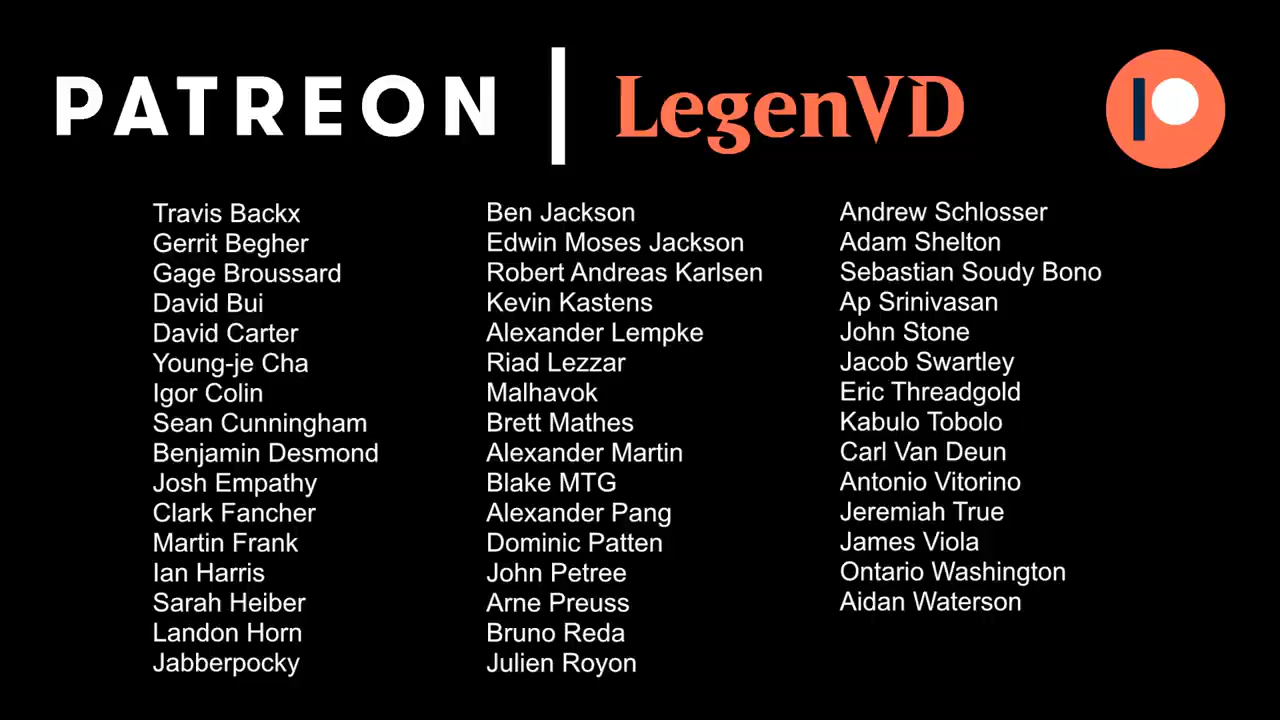 PATREON | LegenVD
Travis Backx
Gerrit Begher
Gage Broussard
David Bui
David Carter
Young-je Cha
Igor Colin
Sean Cunningham
Benjamin Desmond
Josh Empathy
Clark Fancher
Martin Frank
Ian Harris
Sarah Heiber
Landon Horn
Jabberpocky
Ben Jackson
Edwin Moses Jackson
Robert Andreas Karlsen
Kevin Kastens
Alexander Lempke
Riad Lezzar
Malhavok
Brett Mathes
Alexander Martin
Blake MTG
Alexander Pang
Dominic Patten
John Petree
Arne Preuss
Bruno Reda
Julien Royon
Andrew Schlosser
Adam Shelton
Sebastian Soudy Bono
Ap Srinivasan
John Stone
Jacob Swartley
Eric Threadgold
Kabulo Tobolo
Carl Van Deun
Antonio Vitorino
Jeremiah True
James Viola
Ontario Washington
Aidan Waterson